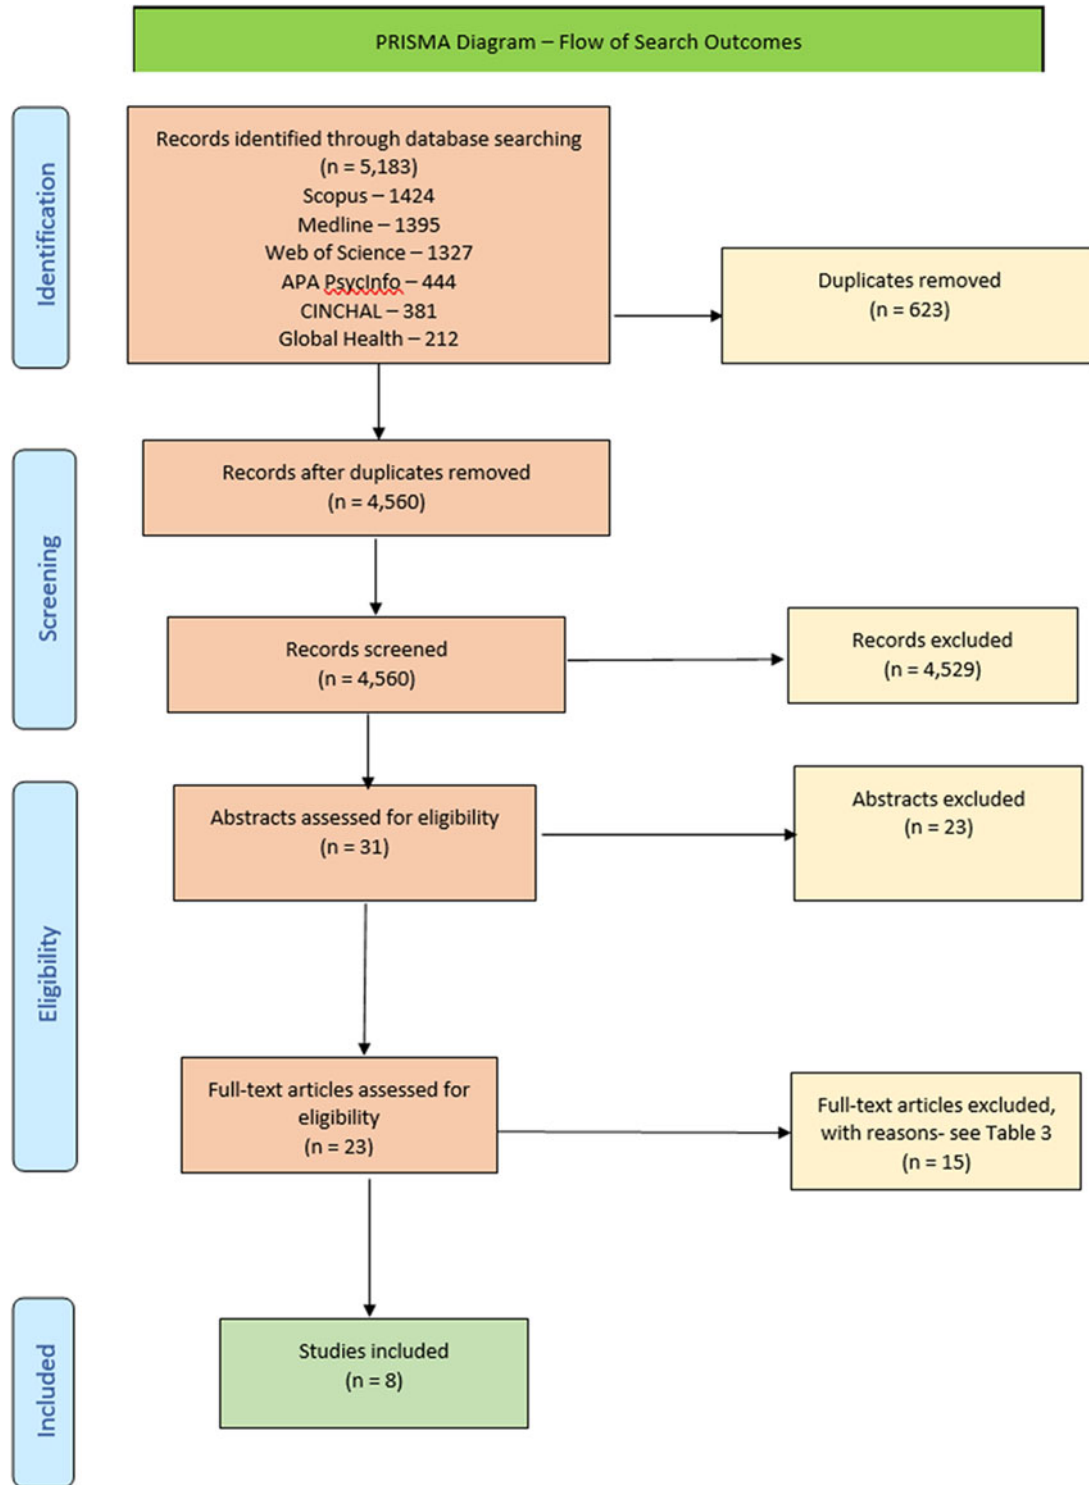 PRISMA Diagram – Flow of Search Outcomes
Identification
Records identified through database searching
(n = 5,183)
Scopus – 1424
Medline – 1395
Web of Science – 1327
APA PsycInfo – 444
CINCHAL – 381
Global Health – 212
Duplicates removed
(n = 623)
Screening
Records after duplicates removed
(n = 4,560)
Records screened
(n = 4,560)
Records excluded
(n = 4,529)
Eligibility
Abstracts assessed for eligibility
(n = 31)
Abstracts excluded
(n = 23)
Full-text articles assessed for
eligibility
(n = 23)
Full-text articles excluded,
with reasons- see Table 3
(n = 15)
Included
Studies included
(n = 8)